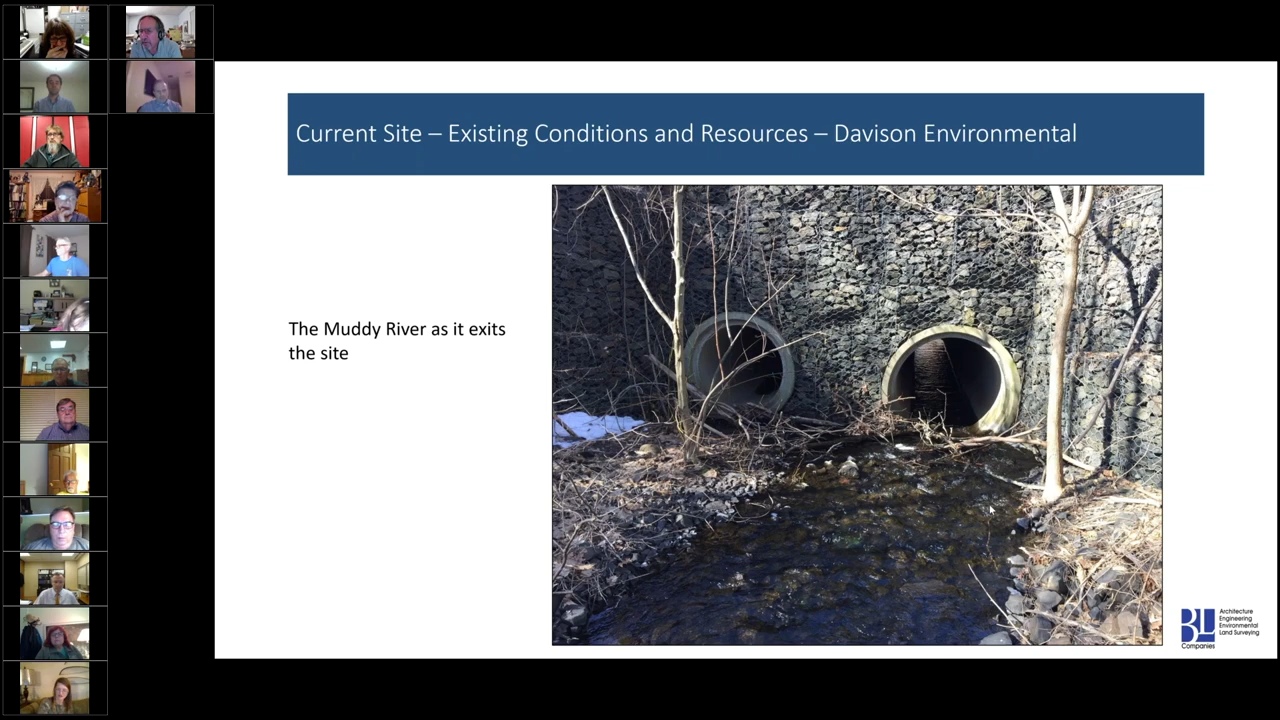 Current Site – Existing Conditions and Resources – Davison Environmental
The Muddy River as it exits
the site
BL
Companies
Architecture
Engineering
Environmental
Land Surveying